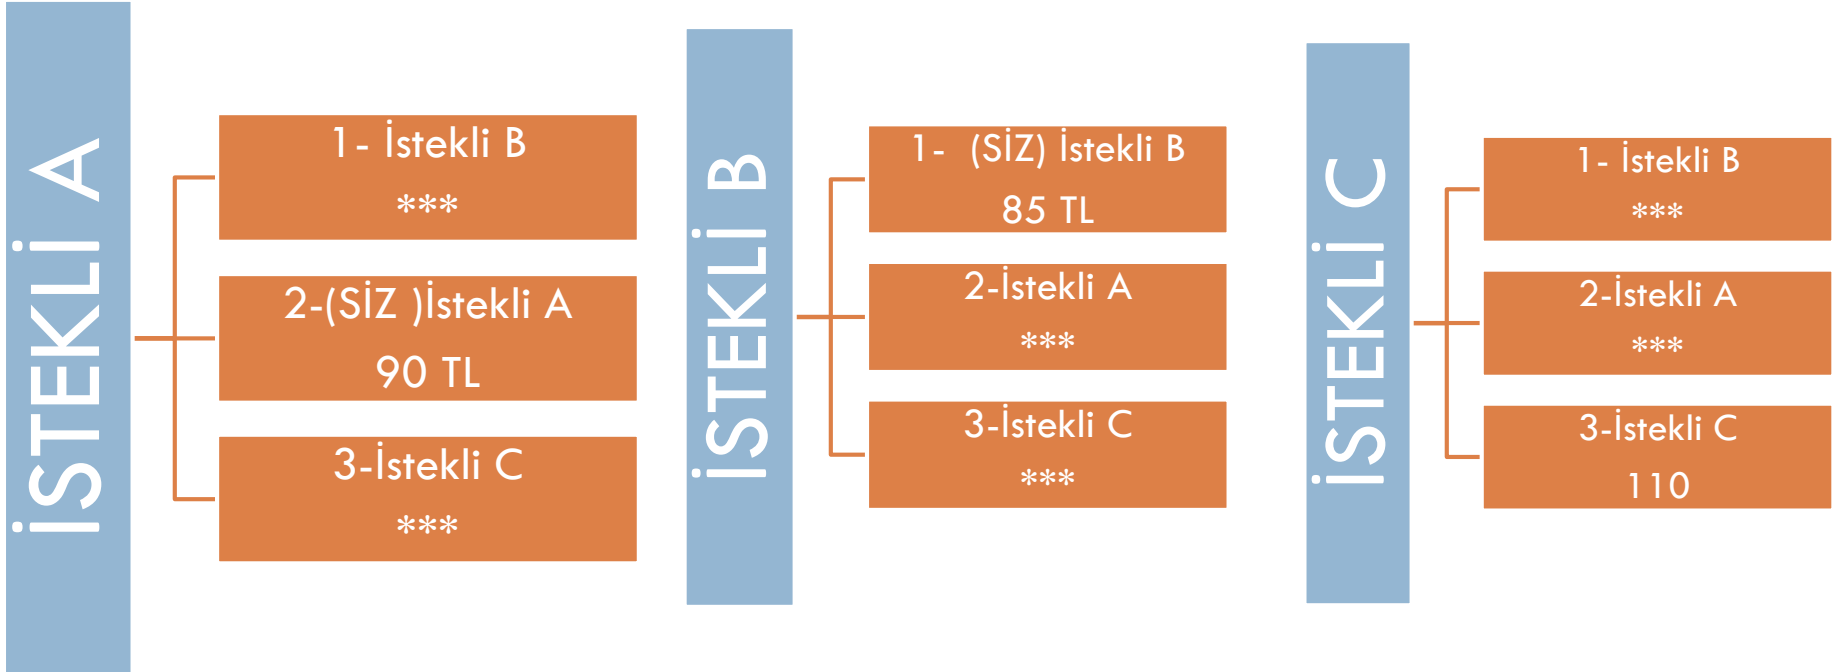 İSTEKLİ A
1- İstekli B
***
2-(SİZ )İstekli A
90 TL
3-İstekli C
***
İSTEKLİ B
1-  (SİZ) İstekli B
85 TL
2-İstekli A
***
3-İstekli C
***
İSTEKLİ C
1- İstekli B
***
2-İstekli A
***
3-İstekli C
110